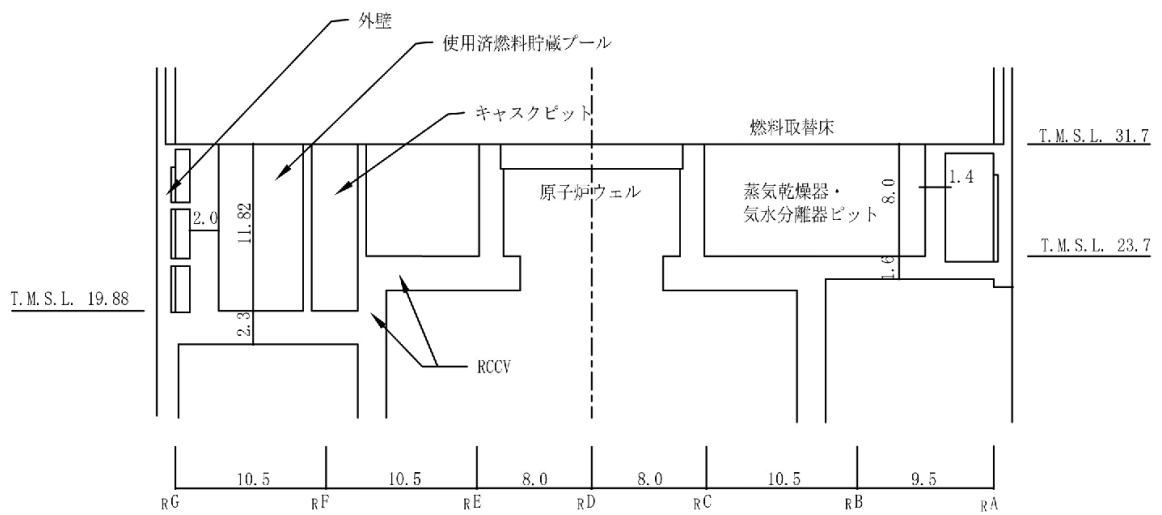 外壁
使用済燃料貯蔵プール
キャスクピット
燃料取替床
T.M.S.L. 31.7
原子炉ウェル
蒸気乾燥器・
気水分離器ピット
8.0
1.4
2.0
11.82
T.M.S.L. 23.7
1.6
T.M.S.L. 19.88
2.3
RCCV
10.5
10.5
8.0
8.0
10.5
9.5
RG
RF
RE
RD
RC
RB
RA